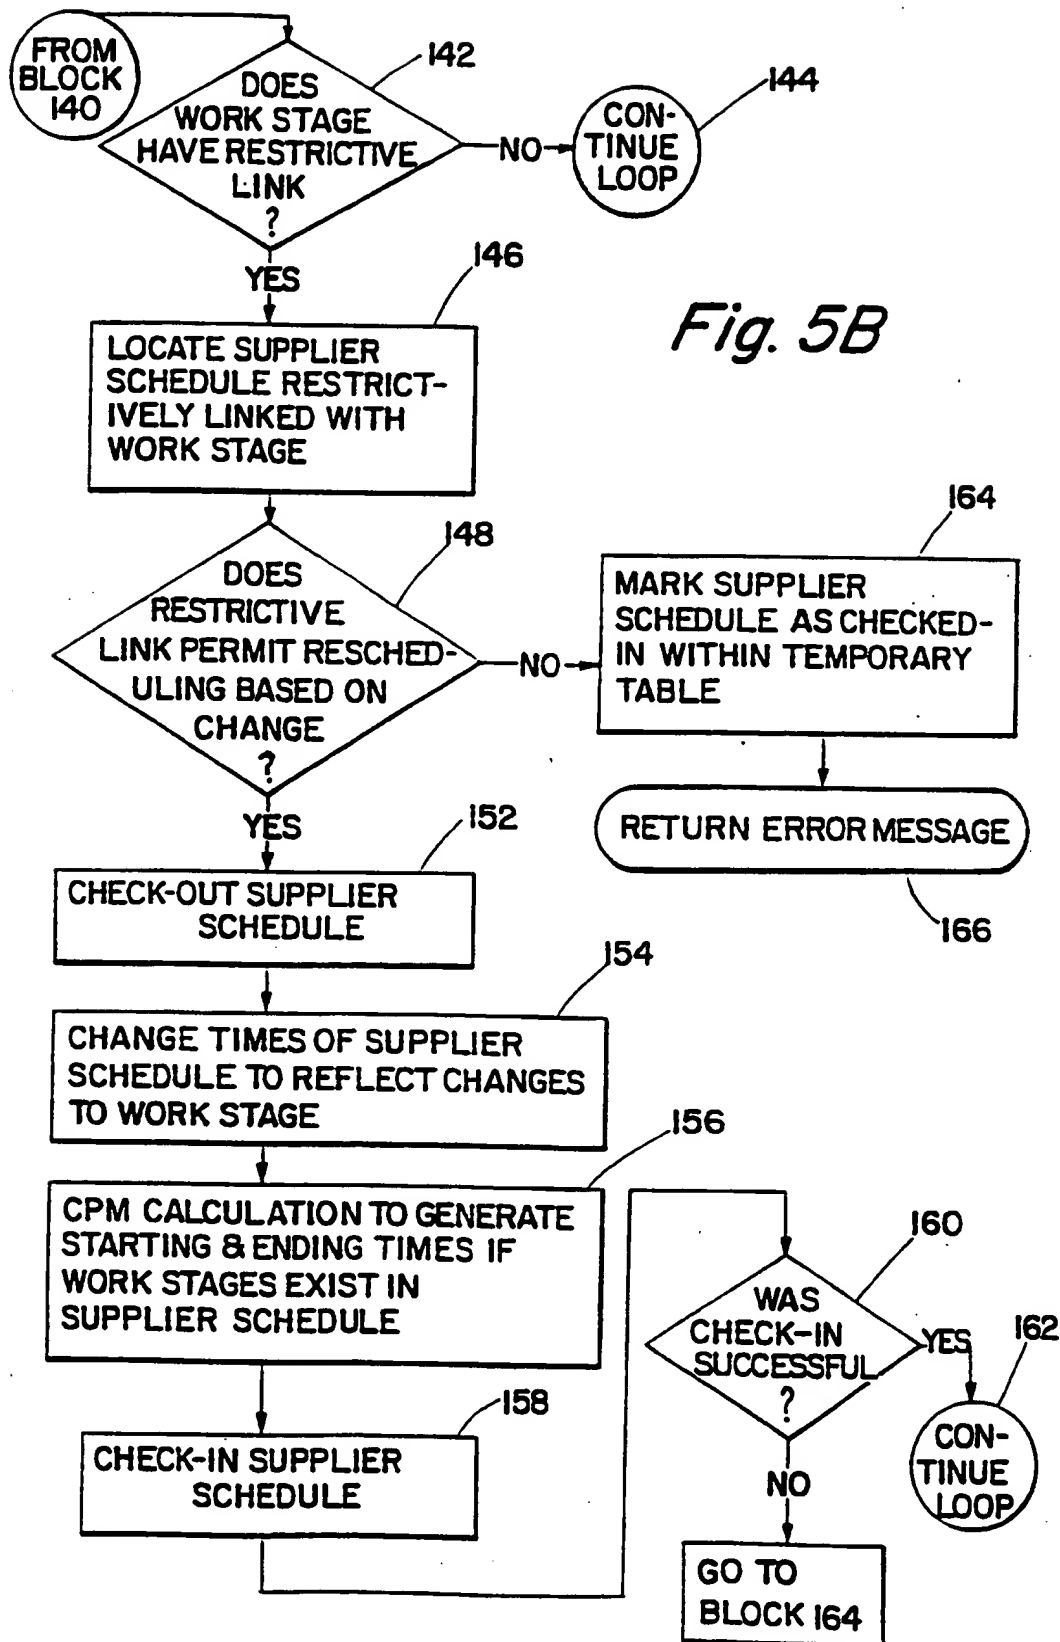 FROM
BLOCK
140
142
DOES
WORK STAGE
HAVE RESTRICTIVE
LINK
?
NO
CON-
TINUE
LOOP
144
YES
146
Fig. 5B
LOCATE SUPPLIER
SCHEDULE RESTRICT-
IVELY LINKED WITH
WORK STAGE
148
DOES
RESTRICTIVE
LINK PERMIT RESCHED-
ULING BASED ON
CHANGE
?
NO
164
MARK SUPPLIER
SCHEDULE AS CHECKED-
IN WITHIN TEMPORARY
TABLE
RETURN ERROR MESSAGE
166
YES
152
CHECK-OUT SUPPLIER
SCHEDULE
154
CHANGE TIMES OF SUPPLIER
SCHEDULE TO REFLECT CHANGES
TO WORK STAGE
156
CPM CALCULATION TO GENERATE
STARTING & ENDING TIMES IF
WORK STAGES EXIST IN
SUPPLIER SCHEDULE
158
CHECK-IN SUPPLIER
SCHEDULE
160
WAS
CHECK-IN
SUCCESSFUL
?
YES
162
CON-
TINUE
LOOP
NO
GO TO
BLOCK 164